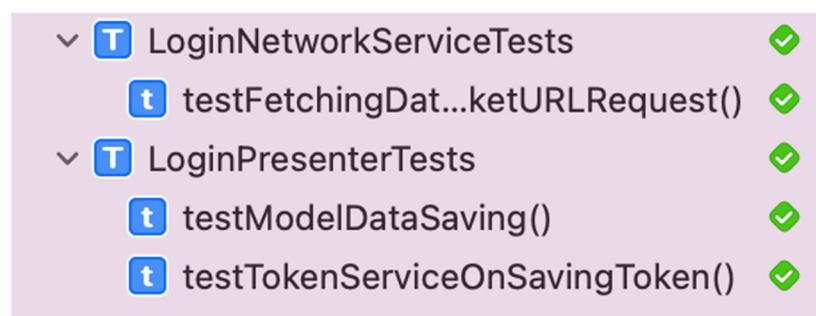 T LoginNetworkServiceTests
t testFetchingDat...ketURLRequest()
T LoginPresenterTests
t testModelDataSaving()
t testTokenServiceOnSavingToken()